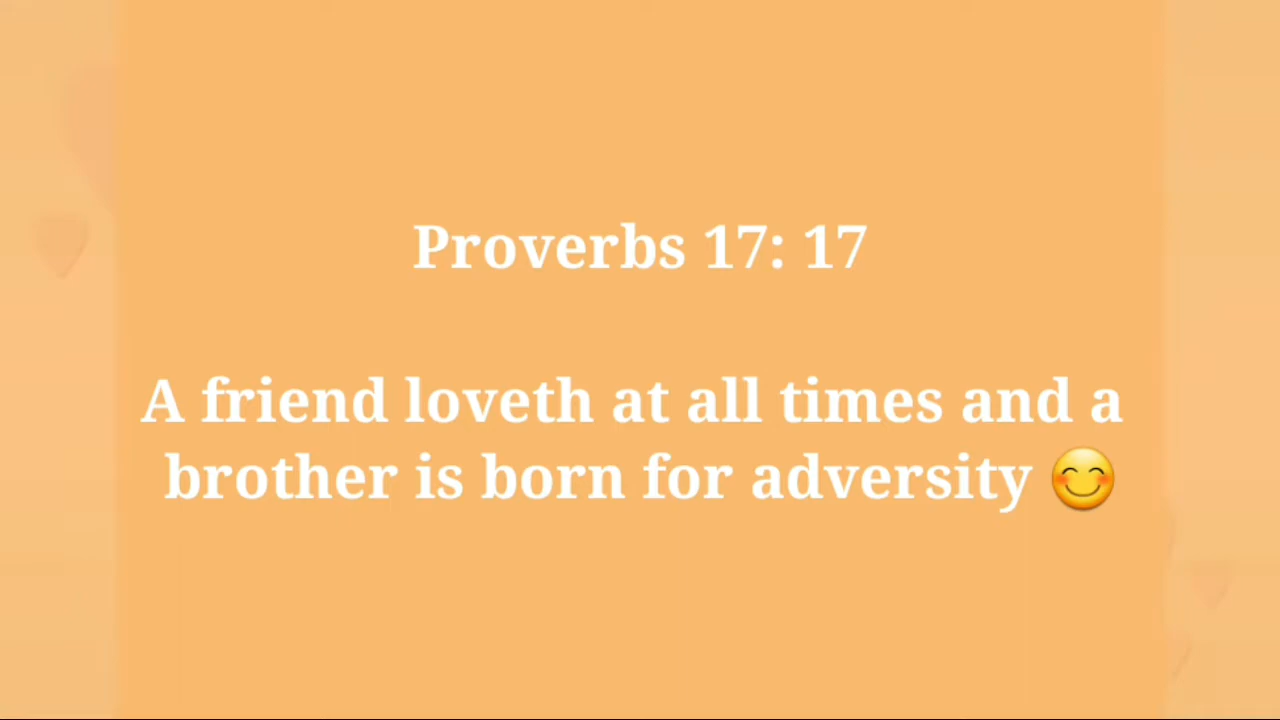 Proverbs 17: 17
A friend loveth at all times and a
brother is born for adversity 😊